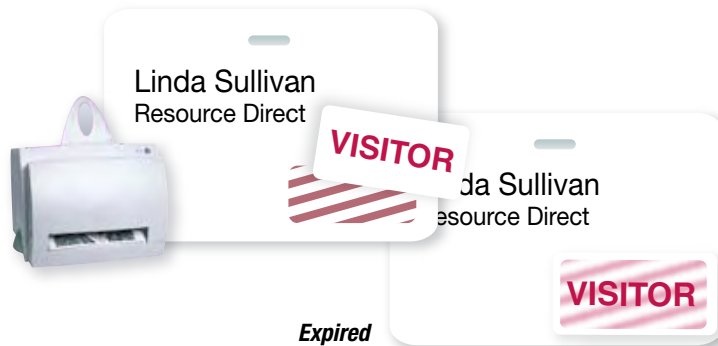 Linda Sullivan
Resource Direct
VISITOR
da Sullivan
esource Direct
VISITOR
Expired